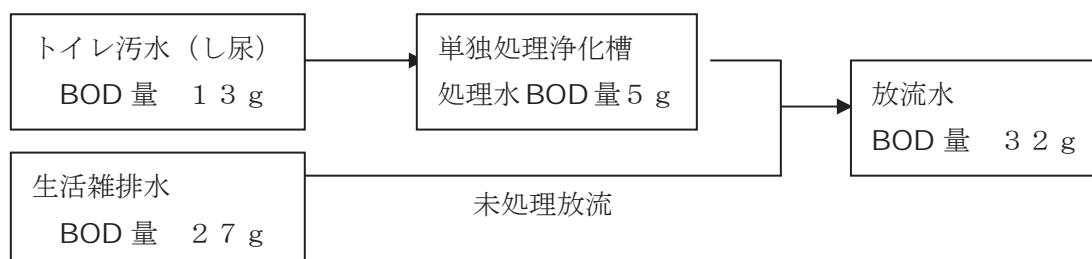 トイレ汚水（し尿）
BOD 量　１３ｇ
単独処理浄化槽
処理水 BOD 量５ｇ
放流水
BOD 量　３２ｇ
生活雑排水
BOD 量　２７ｇ
未処理放流